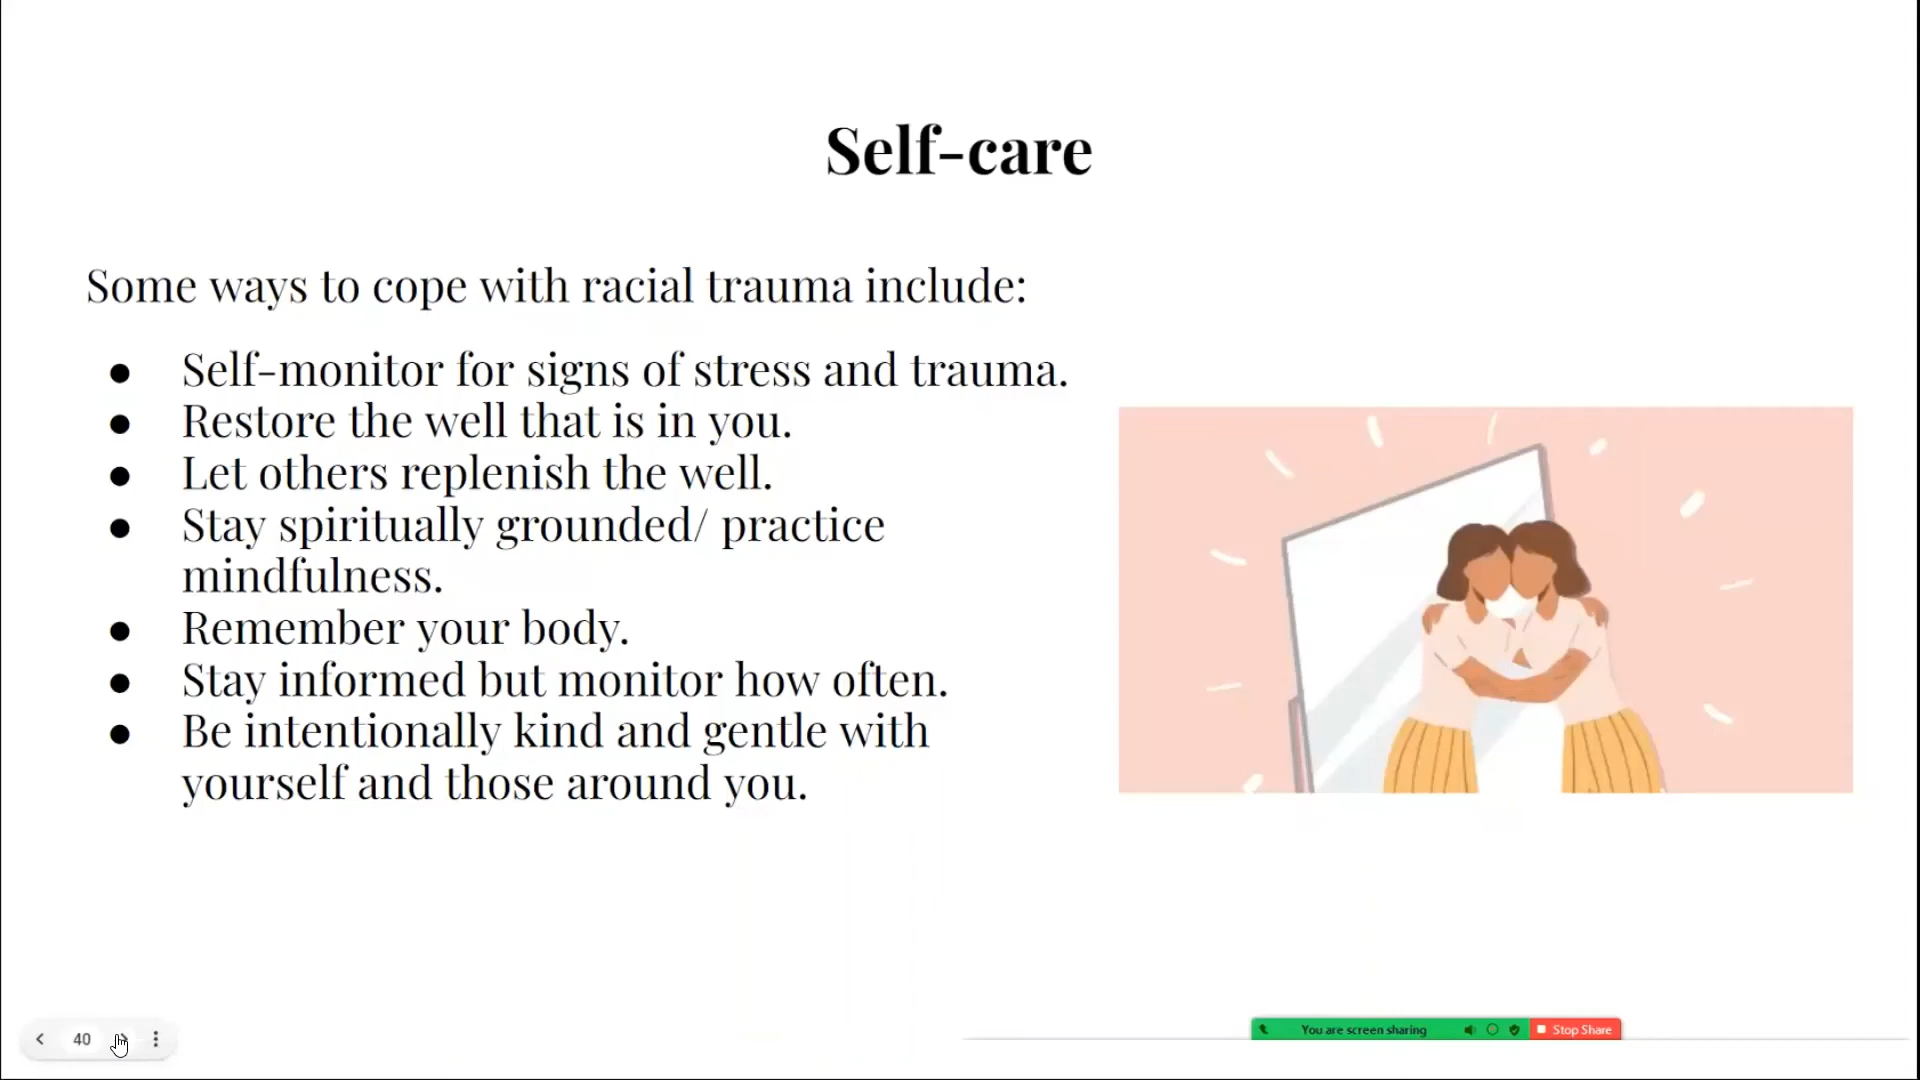 Self-care
Some ways to cope with racial trauma include:
● Self-monitor for signs of stress and trauma.
● Restore the well that is in you.
● Let others replenish the well.
● Stay spiritually grounded/ practice
mindfulness.
● Remember your body.
● Stay informed but monitor how often.
● Be intentionally kind and gentle with
yourself and those around you.
40
You are screen sharing
Stop Share